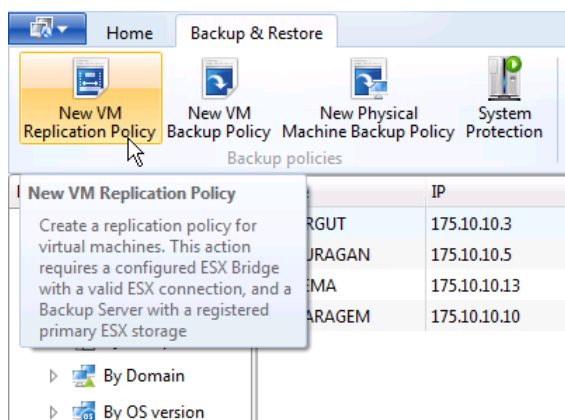 Home Backup & Restore
New VM Replication Policy
New VM Backup Policy
New Physical Machine Backup Policy
System Protection
Backup policies
IP
New VM Replication Policy
Create a replication policy for
virtual machines. This action
requires a configured ESX Bridge
with a valid ESX connection, and a
Backup Server with a registered
primary ESX storage
RGUT 175.10.10.3
URAGAN 175.10.10.5
EMA 175.10.10.13
ARAGEM 175.10.10.10
By Domain
By OS version